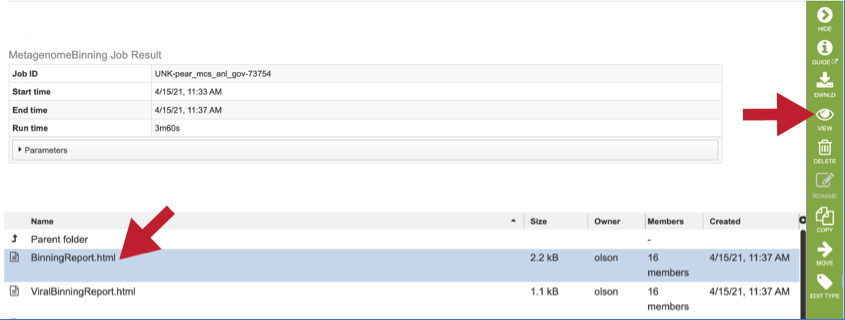 MetagenomeBinning Job Result
Job ID UNK-pear_mcs_anl_gov-73754
Start time 4/15/21, 11:33 AM
End time 4/15/21, 11:37 AM
Run time 3m60s
Parameters
Name Size Owner Members Created
Parent folder -
BinningReport.html 2.2 kB olson 16 members 4/15/21, 11:37 AM
ViralBinningReport.html 1.1 kB olson 16 members 4/15/21, 11:37 AM
HIDE
GUIDE
DWNLD
VIEW
DELETE
RENAME
COPY
MOVE
EDIT TYPE